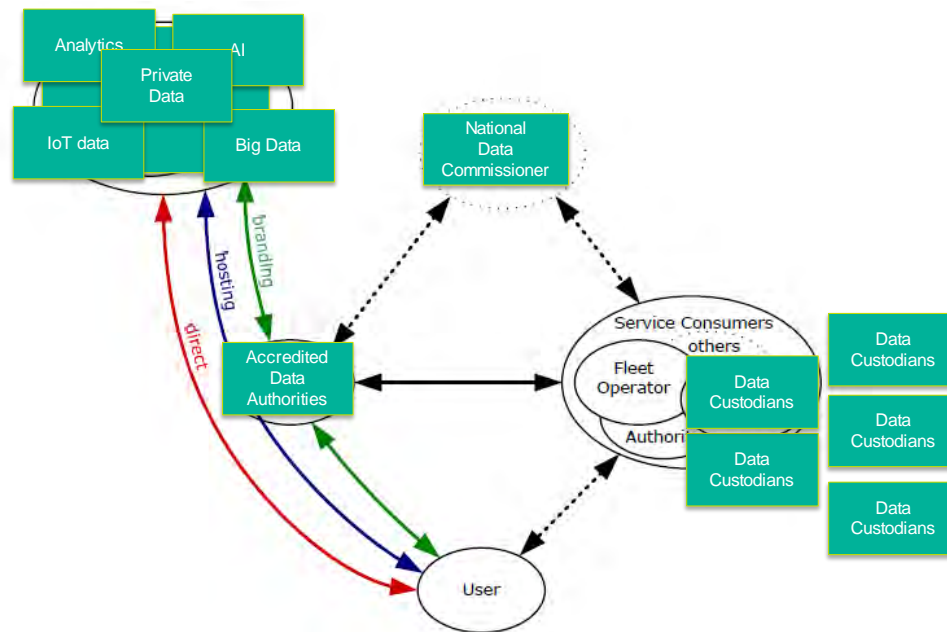 Analytics
AI
Private
Data
IoT data
Big Data
National
Data
Commissioner
branding
hosting
direct
Service Consumers
others
Fleet
Operator
Authori
Accredited
Data
Authorities
Data
Custodians
Data
Custodians
Data
Custodians
Data
Custodians
Data
Custodians
User